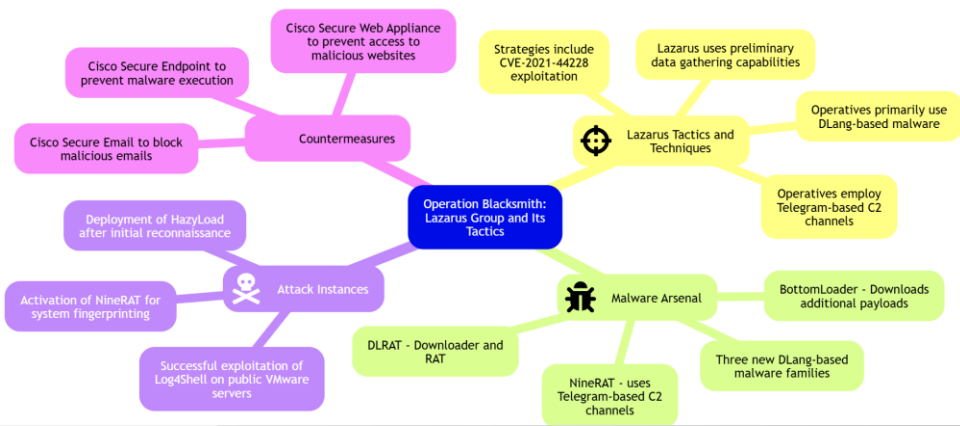 Operation Blacksmith:
Lazarus Group and Its
Tactics
Countermeasures
Cisco Secure Web Appliance
to prevent access to
malicious websites
Cisco Secure Endpoint to
prevent malware execution
Cisco Secure Email to block
malicious emails
Lazarus Tactics and
Techniques
Strategies include
CVE-2021-44228
exploitation
Lazarus uses preliminary
data gathering capabilities
Operatives primarily use
DLang-based malware
Operatives employ
Telegram-based C2
channels
Attack Instances
Deployment of HazyLoad
after initial reconnaissance
Activation of NineRAT for
system fingerprinting
Successful exploitation of
Log4Shell on public VMware
servers
Malware Arsenal
BottomLoader - Downloads
additional payloads
Three new DLang-based
malware families
NineRAT - uses
Telegram-based C2
channels
DLRAT - Downloader and
RAT